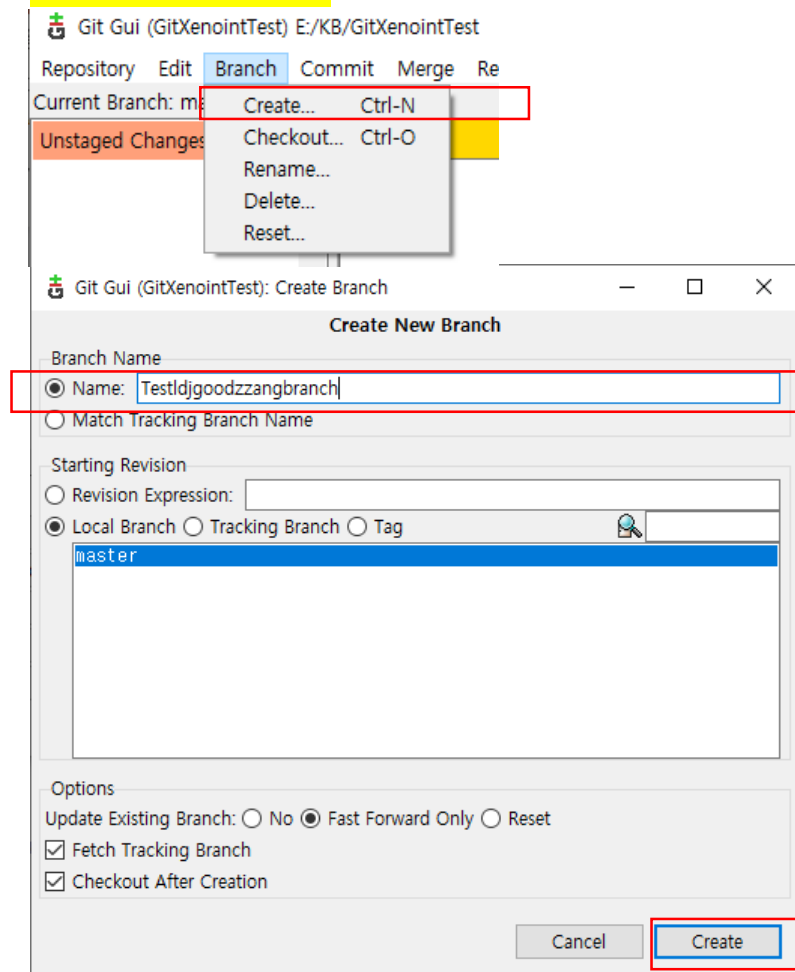 Git Gui (GitXenointTest) E:/KB/GitXenointTest
Repository Edit Branch Commit Merge Re
Current Branch: ma
Create... Ctrl-N
Unstaged Changes
Checkout... Ctrl-O
Rename...
Delete...
Reset...
Git Gui (GitXenointTest): Create Branch
Create New Branch
Branch Name
Name: Testldjgoodzzangbranch
Match Tracking Branch Name
Starting Revision
Revision Expression:
Local Branch Tracking Branch Tag
master
Options
Update Existing Branch: No Fast Forward Only Reset
Fetch Tracking Branch
Checkout After Creation
Cancel Create